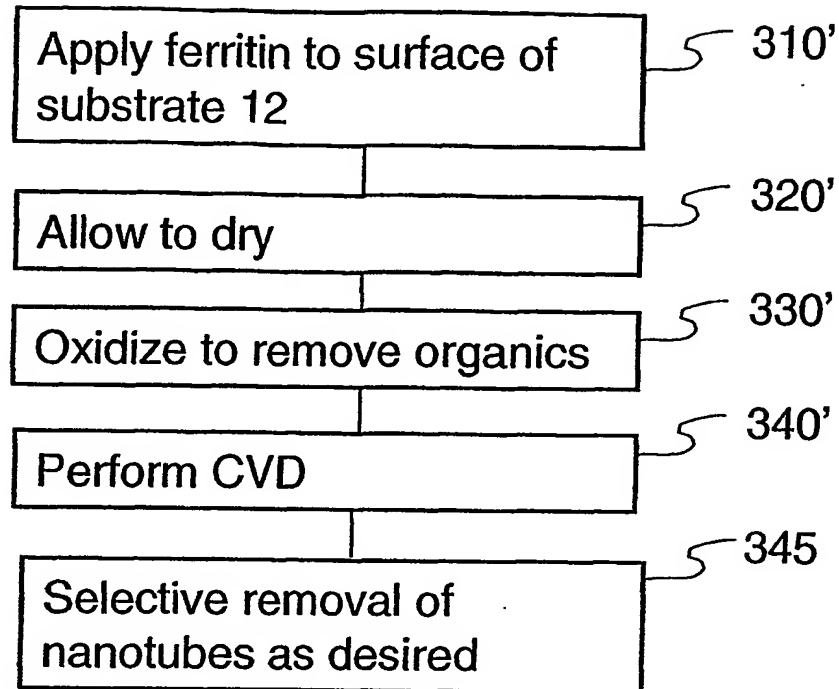 Apply ferritin to surface of
substrate 12
310'
Allow to dry
320'
Oxidize to remove organics
330'
Perform CVD
340'
Selective removal of
nanotubes as desired
345